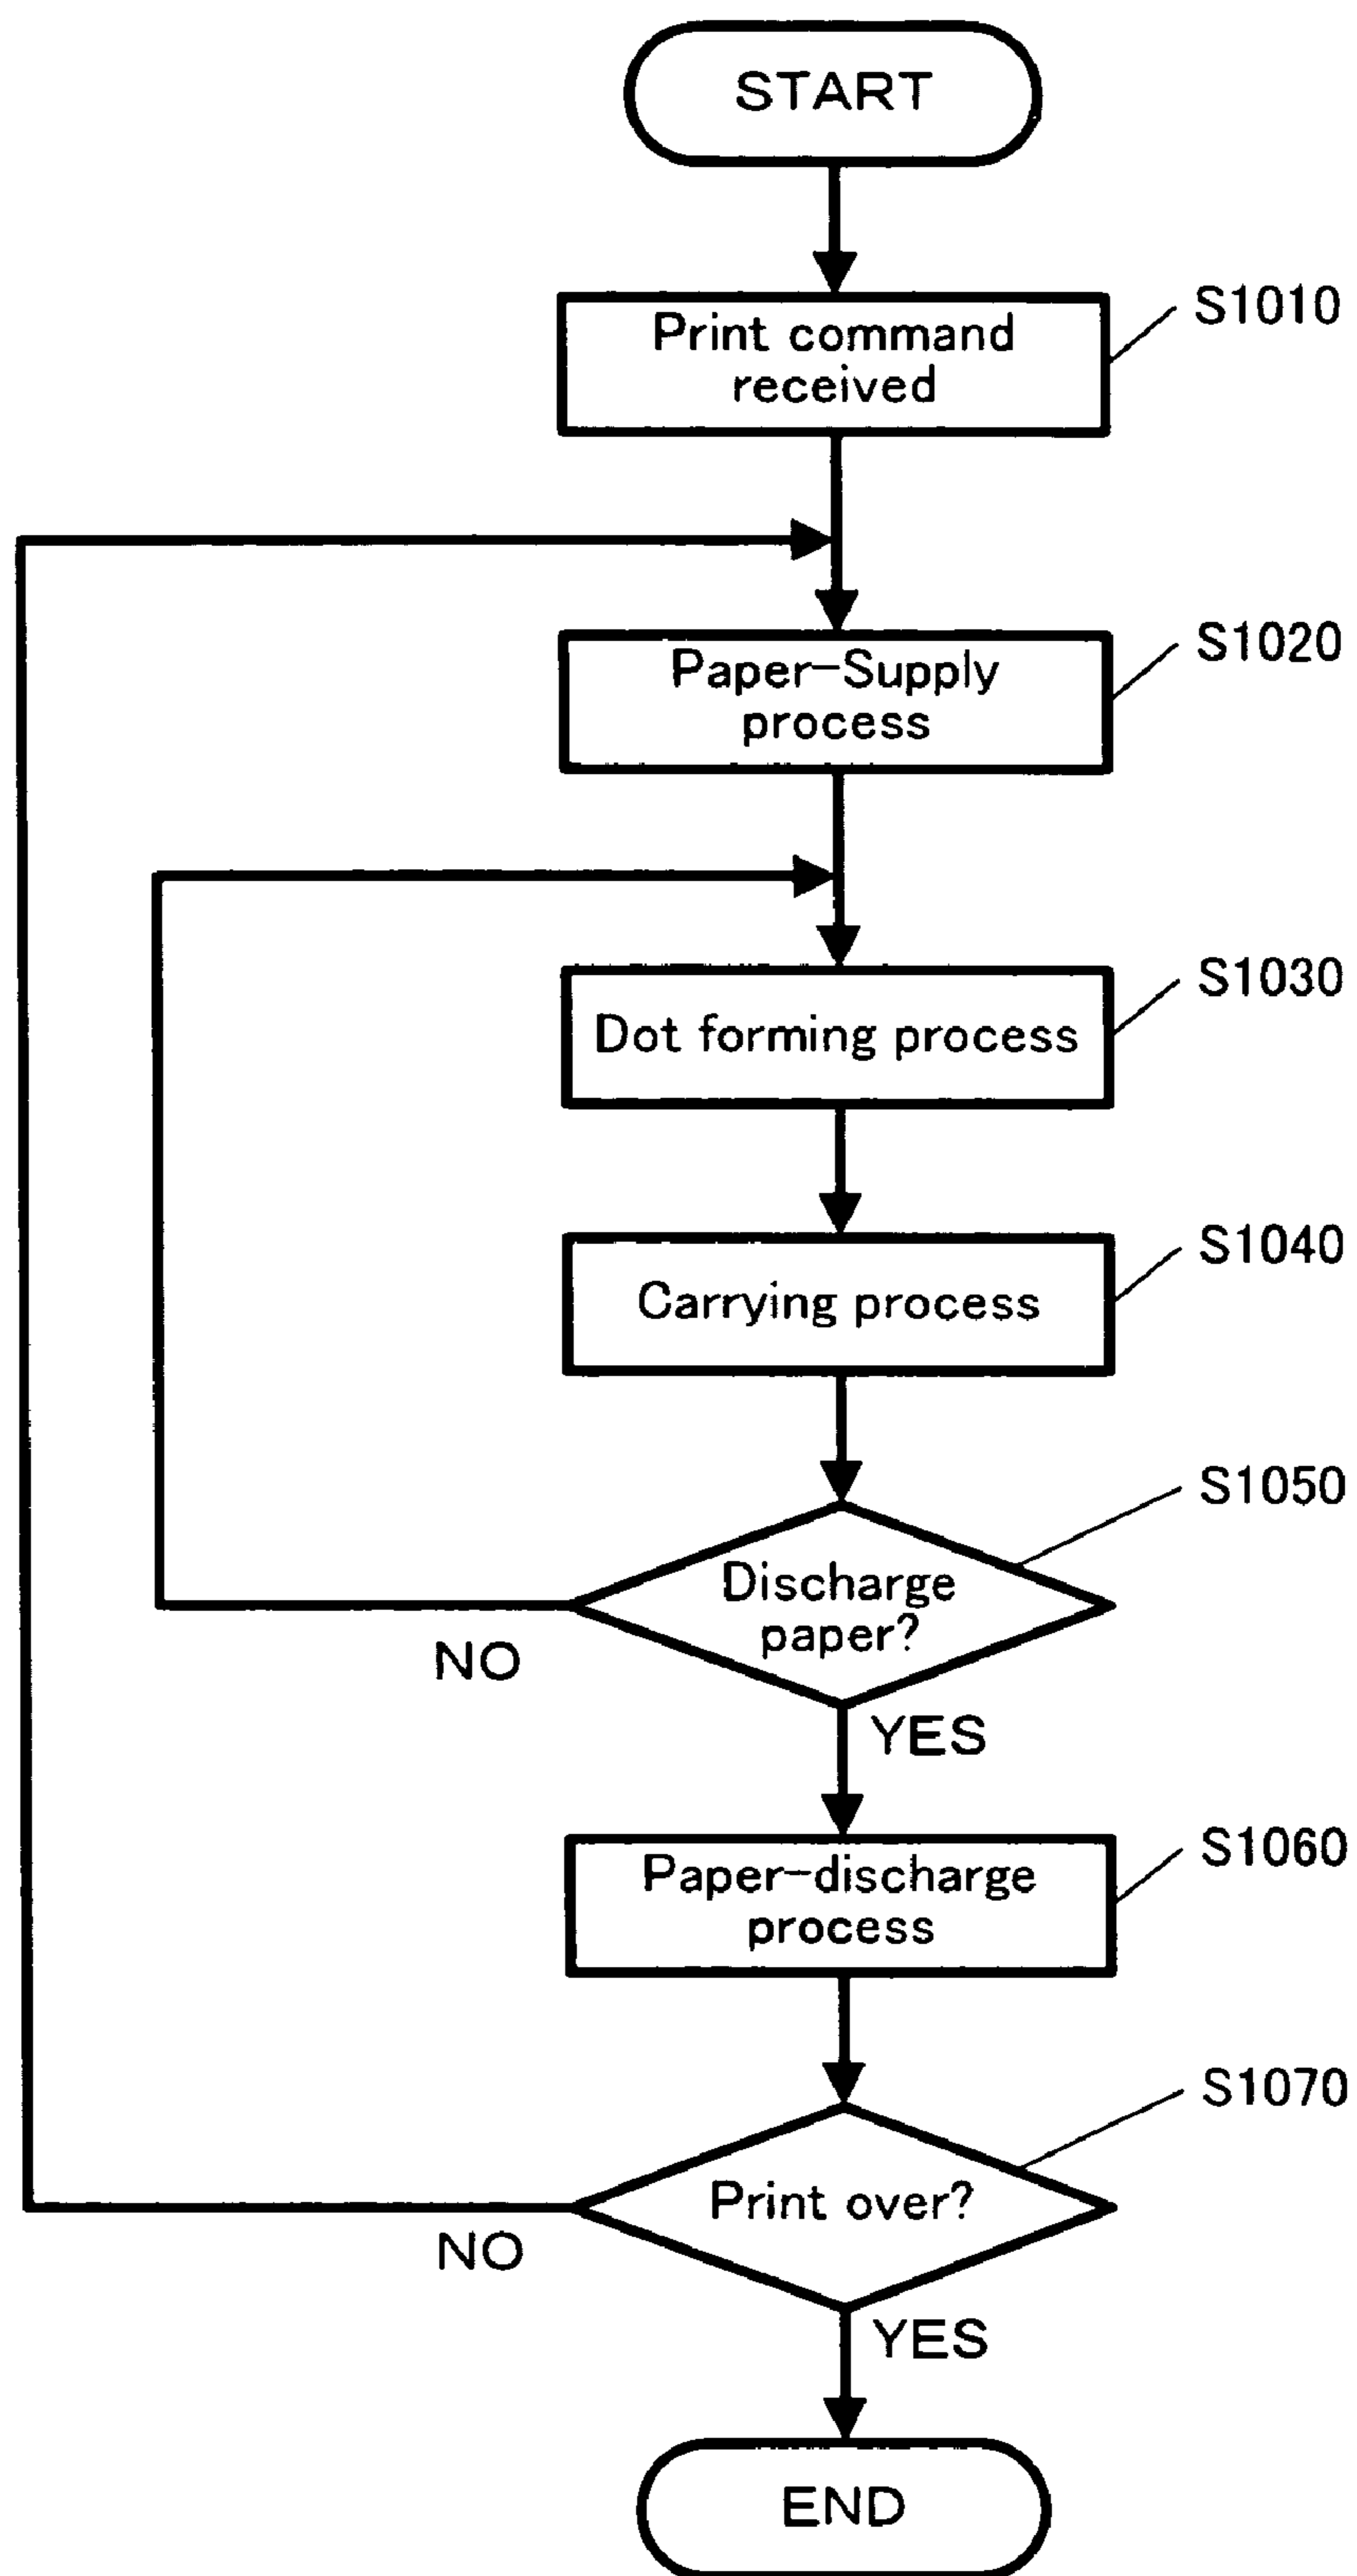 START
Print command
received
S1010
Paper-Supply
process
S1020
Dot forming process
S1030
Carrying process
S1040
Discharge
paper?
S1050
NO
YES
Paper-discharge
process
S1060
Print over?
S1070
NO
YES
END